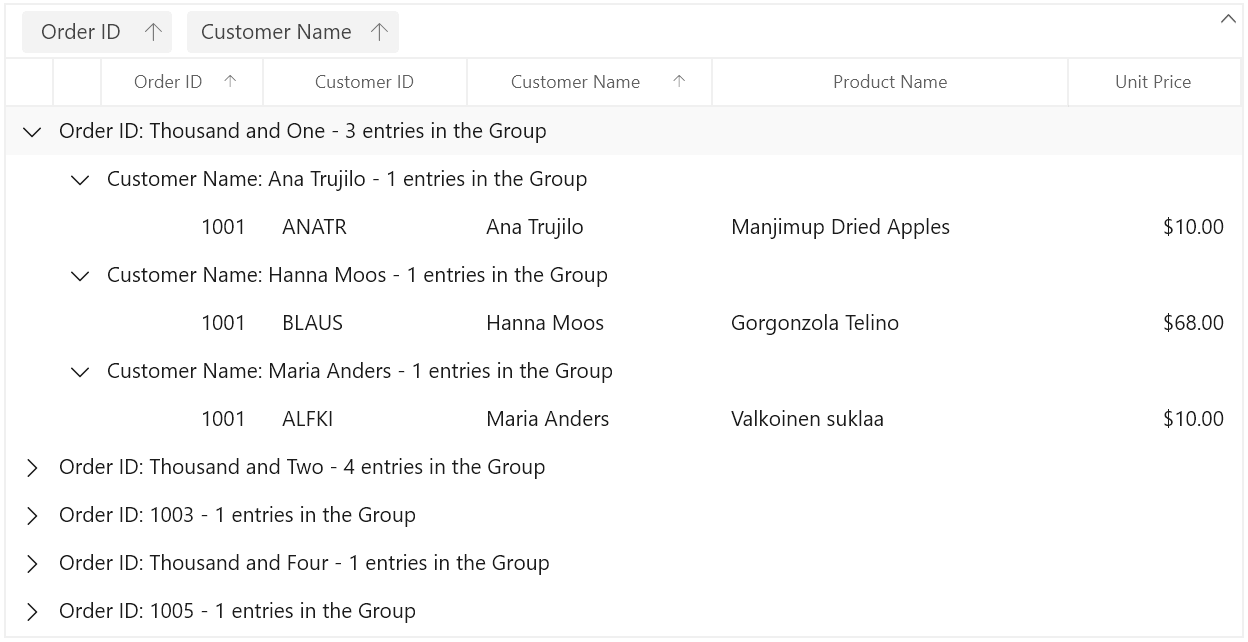 Order ID Customer Name
Order ID Customer ID Customer Name Product Name Unit Price
Order ID: Thousand and One - 3 entries in the Group
Customer Name: Ana Trujilo - 1 entries in the Group
1001 ANATR Ana Trujilo Manjimup Dried Apples $10.00
Customer Name: Hanna Moos - 1 entries in the Group
1001 BLAUS Hanna Moos Gorgonzola Telino $68.00
Customer Name: Maria Anders - 1 entries in the Group
1001 ALFKI Maria Anders Valkoinen suklaa $10.00
Order ID: Thousand and Two - 4 entries in the Group
Order ID: 1003 - 1 entries in the Group
Order ID: Thousand and Four - 1 entries in the Group
Order ID: 1005 - 1 entries in the Group